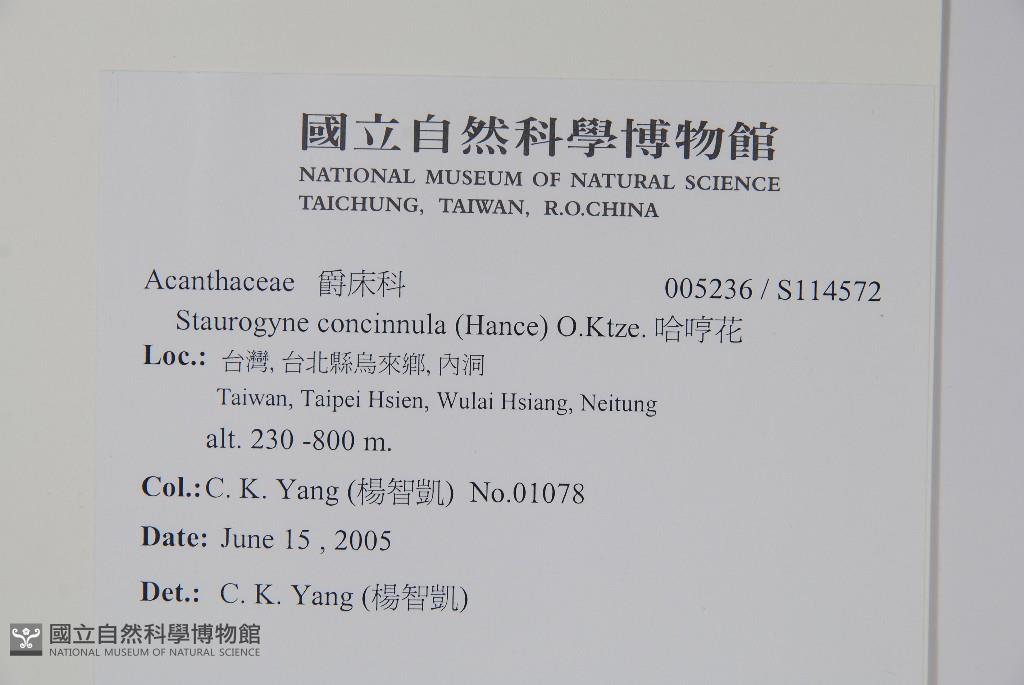 國立自然科學博物館
NATIONAL MUSEUM OF NATURAL SCIENCE
TAICHUNG, TAIWAN, R.O.CHINA
Acanthaceae 爵床科 005236 / S114572
Staurogyne concinnula (Hance) O.Ktze. 哈哼花
Loc.: 台灣, 台北縣烏來鄉, 內洞
Taiwan, Taipei Hsien, Wulai Hsiang, Neitung
alt. 230 -800 m.
Col.: C. K. Yang (楊智凱) No.01078
Date: June 15 , 2005
Det.: C. K. Yang (楊智凱)
國立自然科學博物館
NATIONAL MUSEUM OF NATURAL SCIENCE